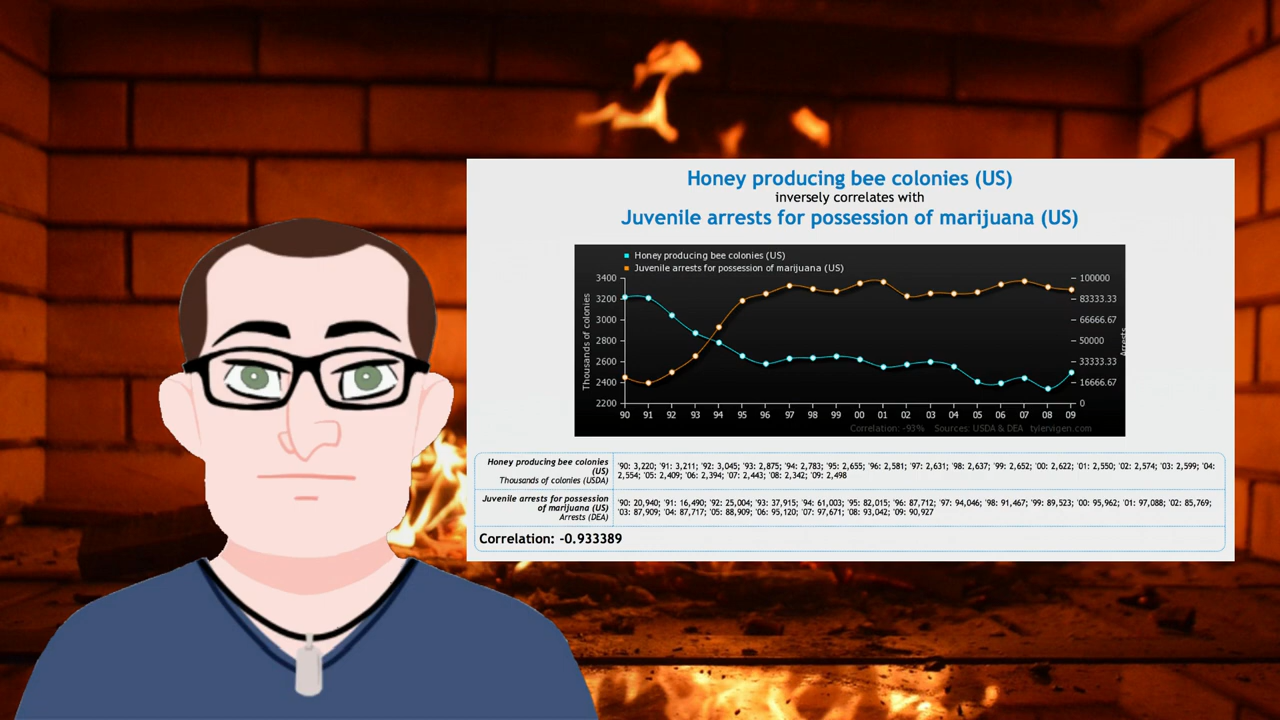 Honey producing bee colonies (US)
inversely correlates with
Juvenile arrests for possession of marijuana (US)
Honey producing bee colonies (US)
Juvenile arrests for possession of marijuana (US)
Thousands of colonies
3400
3200
3000
2800
2600
2400
2200
100000
83333.33
66666.67
50000
33333.33
16666.67
0
Arrests
90 91 92 93 94 95 96 97 98 99 00 01 02 03 04 05 06 07 08 09
Correlation: -93% Sources: USDA & DEA tylervigen.com
Honey producing bee colonies
(US)
Thousands of colonies (USDA)
'90: 3,220; '91: 3,211; '92: 3,045; '93: 2,875; '94: 2,783; '95: 2,655; '96: 2,581; '97: 2,631; '98: 2,637; '99: 2,652; '00: 2,622; '01: 2,550; '02: 2,574; '03: 2,599; '04:
2,554; '05: 2,409; '06: 2,394; '07: 2,443; '08: 2,342; '09: 2,498
Juvenile arrests for possession
of marijuana (US)
Arrests (DEA)
'90: 20,940; '91: 16,490; '92: 25,004; '93: 37,915; '94: 61,003; '95: 82,015; '96: 87,712; '97: 94,046; '98: 91,467; '99: 89,523; '00: 95,962; '01: 97,088; '02: 85,769;
'03: 87,909; '04: 87,717; '05: 88,909; '06: 95,120; '07: 97,671; '08: 93,042; '09: 90,927
Correlation: -0.933389